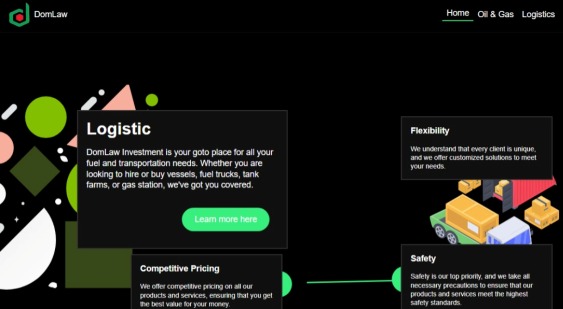 DomLaw
Home Oil & Gas Logistics
Logistic
DomLaw Investment is your goto place for all your
fuel and transportation needs. Whether you are
looking to hire or buy vessels, fuel trucks, tank
farms, or gas station, we've got you covered.
Learn more here
Flexibility
We understand that every client is unique,
and we offer customized solutions to meet
your needs.
Competitive Pricing
We offer competitive pricing on all our
products and services, ensuring that you get
the best value for your money.
Safety
Safety is our top priority, and we take all
necessary precautions to ensure that our
products and services meet the highest
safety standards.